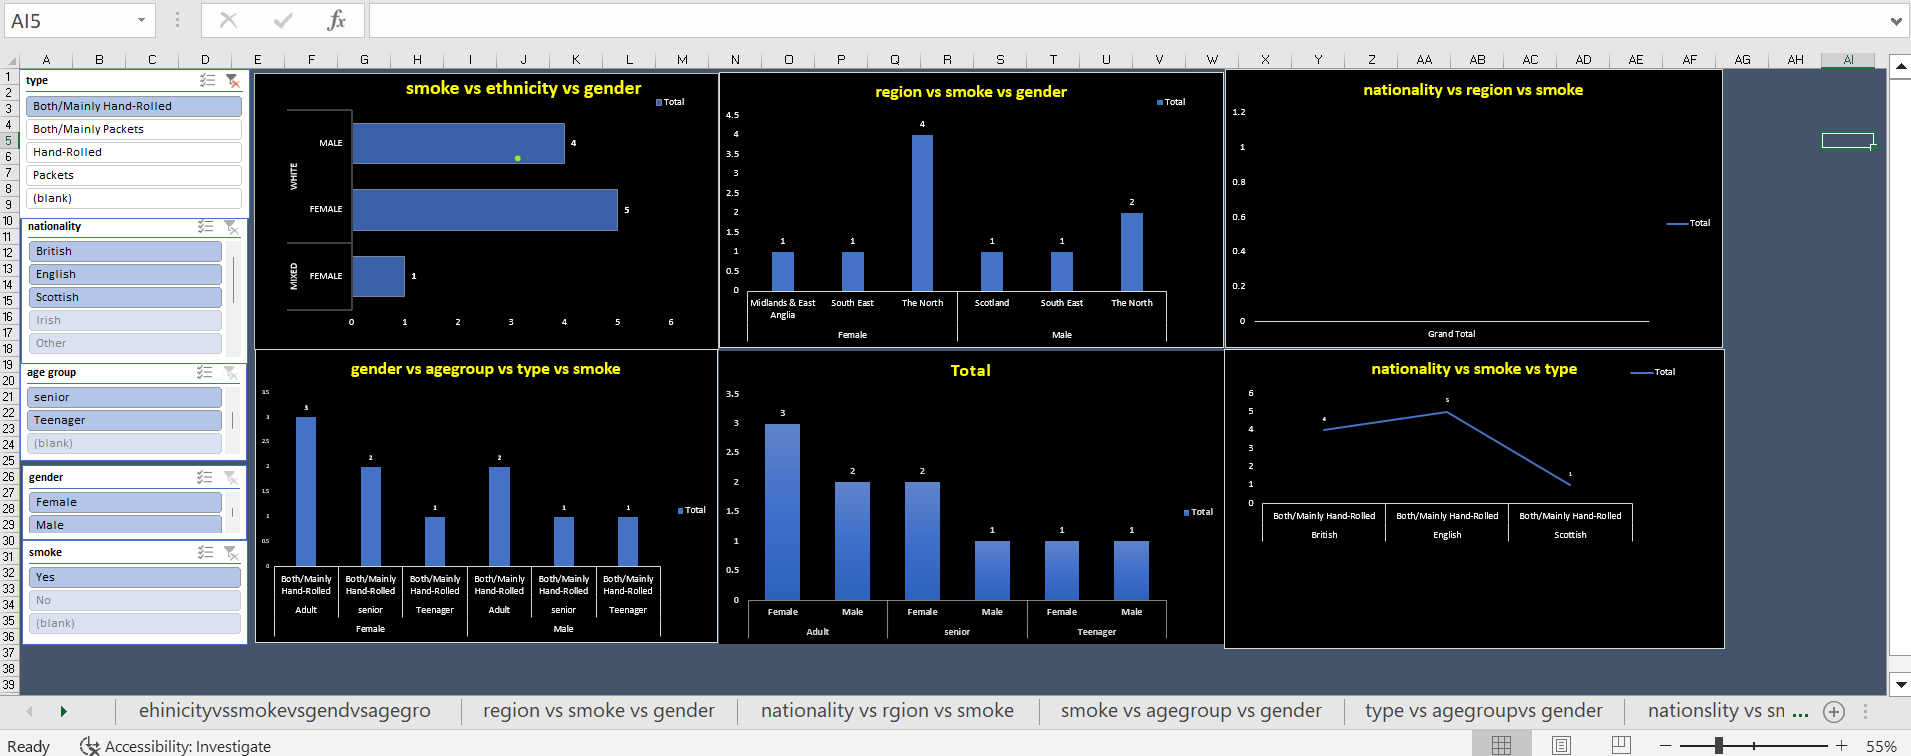 AI5
fx
A B C D E F G H I J K L M N O P Q R S T U V W X Y Z AA AB AC AD AE AF AG AH AI
1
2
3
4
5
6
7
8
9
10
11
12
13
14
15
16
17
18
19
20
21
22
23
24
25
26
27
28
29
30
31
32
33
34
35
36
37
38
39
type
Both/Mainly Hand-Rolled
Both/Mainly Packets
Hand-Rolled
Packets
(blank)
nationality
British
English
Scottish
Irish
Other
age group
senior
Teenager
(blank)
gender
Female
Male
smoke
Yes
No
(blank)
smoke vs ethnicity vs gender
Total
WHITE
MALE
4
FEMALE
5
MIXED
FEMALE
1
0 1 2 3 4 5 6
region vs smoke vs gender
Total
4.5
4
3.5
3
2.5
2
1.5
1
0.5
0
1 1 4 1 1 2
Midlands & East Anglia South East The North Scotland South East The North
Female Male
nationality vs region vs smoke
1.2
1
0.8
0.6
0.4
0.2
0
Total
Grand Total
gender vs agegroup vs type vs smoke
3.5
3
2.5
2
1.5
1
0.5
0
3 2 1 2 1 1
Total
Both/Mainly Both/Mainly Both/Mainly Both/Mainly Both/Mainly Both/Mainly
Hand-Rolled Hand-Rolled Hand-Rolled Hand-Rolled Hand-Rolled Hand-Rolled
Adult senior Teenager Adult senior Teenager
Female Male
Total
3.5
3
2.5
2
1.5
1
0.5
0
3 2 2 1 1 1
Total
Female Male Female Male Female Male
Adult senior Teenager
nationality vs smoke vs type
Total
6
5
4
3
2
1
0
4 5 1
Both/Mainly Hand-Rolled Both/Mainly Hand-Rolled Both/Mainly Hand-Rolled
British English Scottish
ehinicityvssmokevsgendvsagegro region vs smoke vs gender nationality vs rgion vs smoke smoke vs agegroup vs gender type vs agegroupvs gender nationslity vs sm ...
Ready Accessibility: Investigate 55%